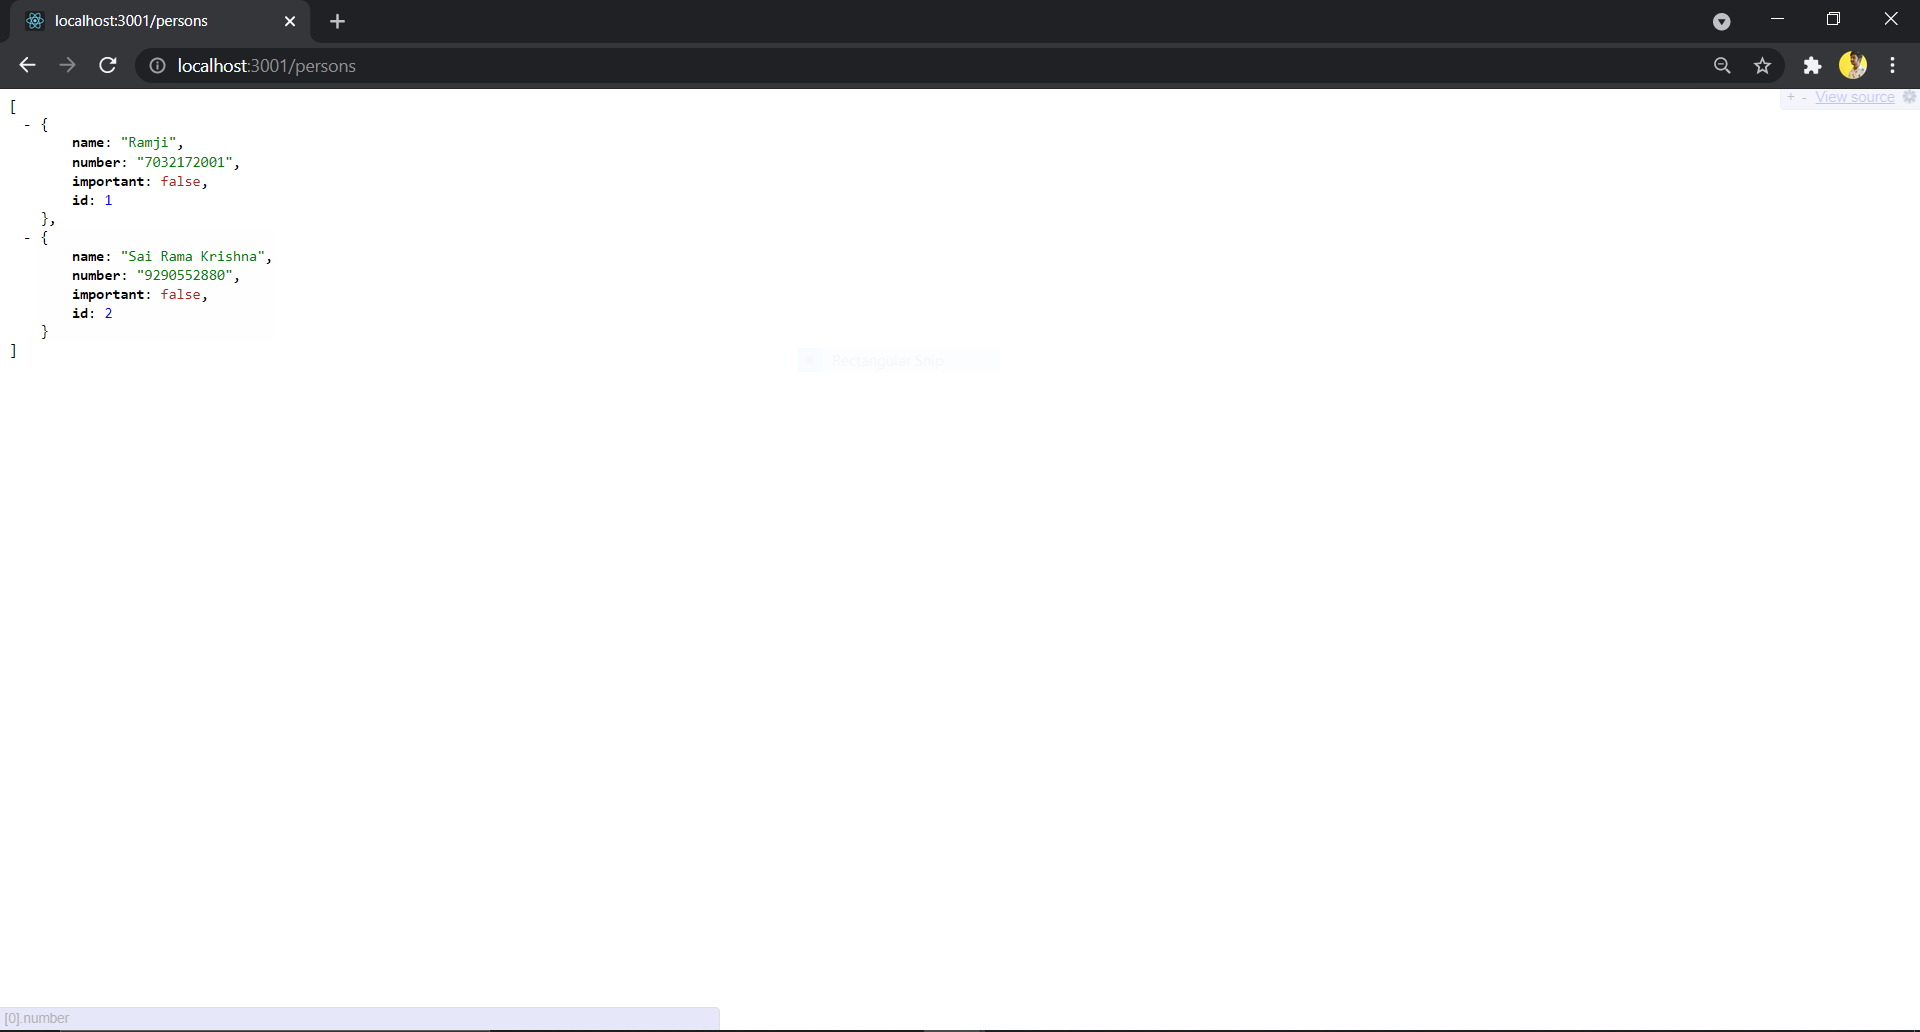 localhost:3001/persons
localhost:3001/persons
+ - View source
[
- {
name: "Ramji",
number: "7032172001",
important: false,
id: 1
},
- {
name: "Sai Rama Krishna",
number: "9290552880",
important: false,
id: 2
}
]
Rectangular Snip
[0].number